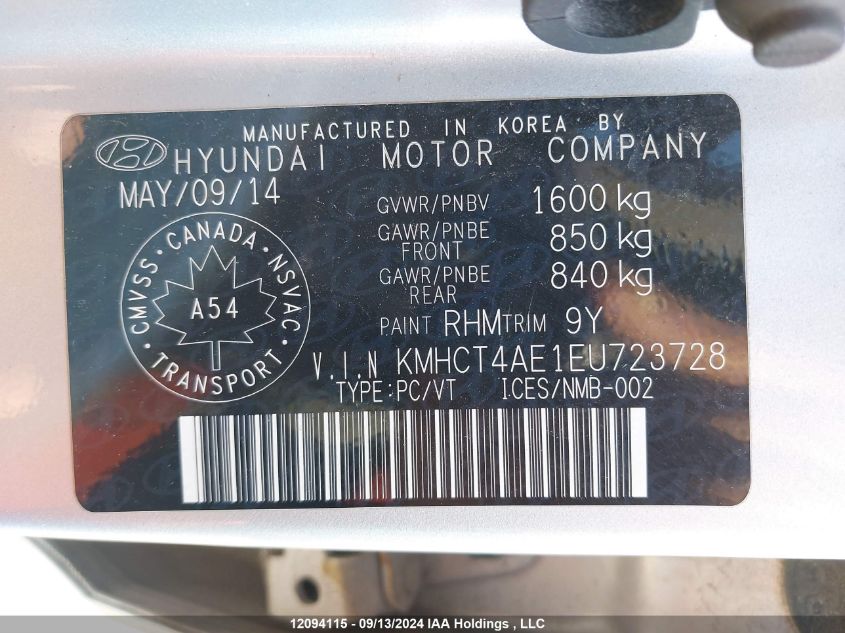 MANUFACTURED IN KOREA BY
HYUNDAI MOTOR COMPANY
MAY/09/14
GVWR/PNBV 1600 kg
GAWR/PNBE FRONT 850 kg
GAWR/PNBE REAR 840 kg
CMVSS · CANADA · NSVAC · TRANSPORT ·
A54
PAINT RHM TRIM 9Y
V.I.N KMHCT4AE1EU723728
TYPE:PC/VT ICES/NMB-002
12094115 - 09/13/2024 IAA Holdings , LLC